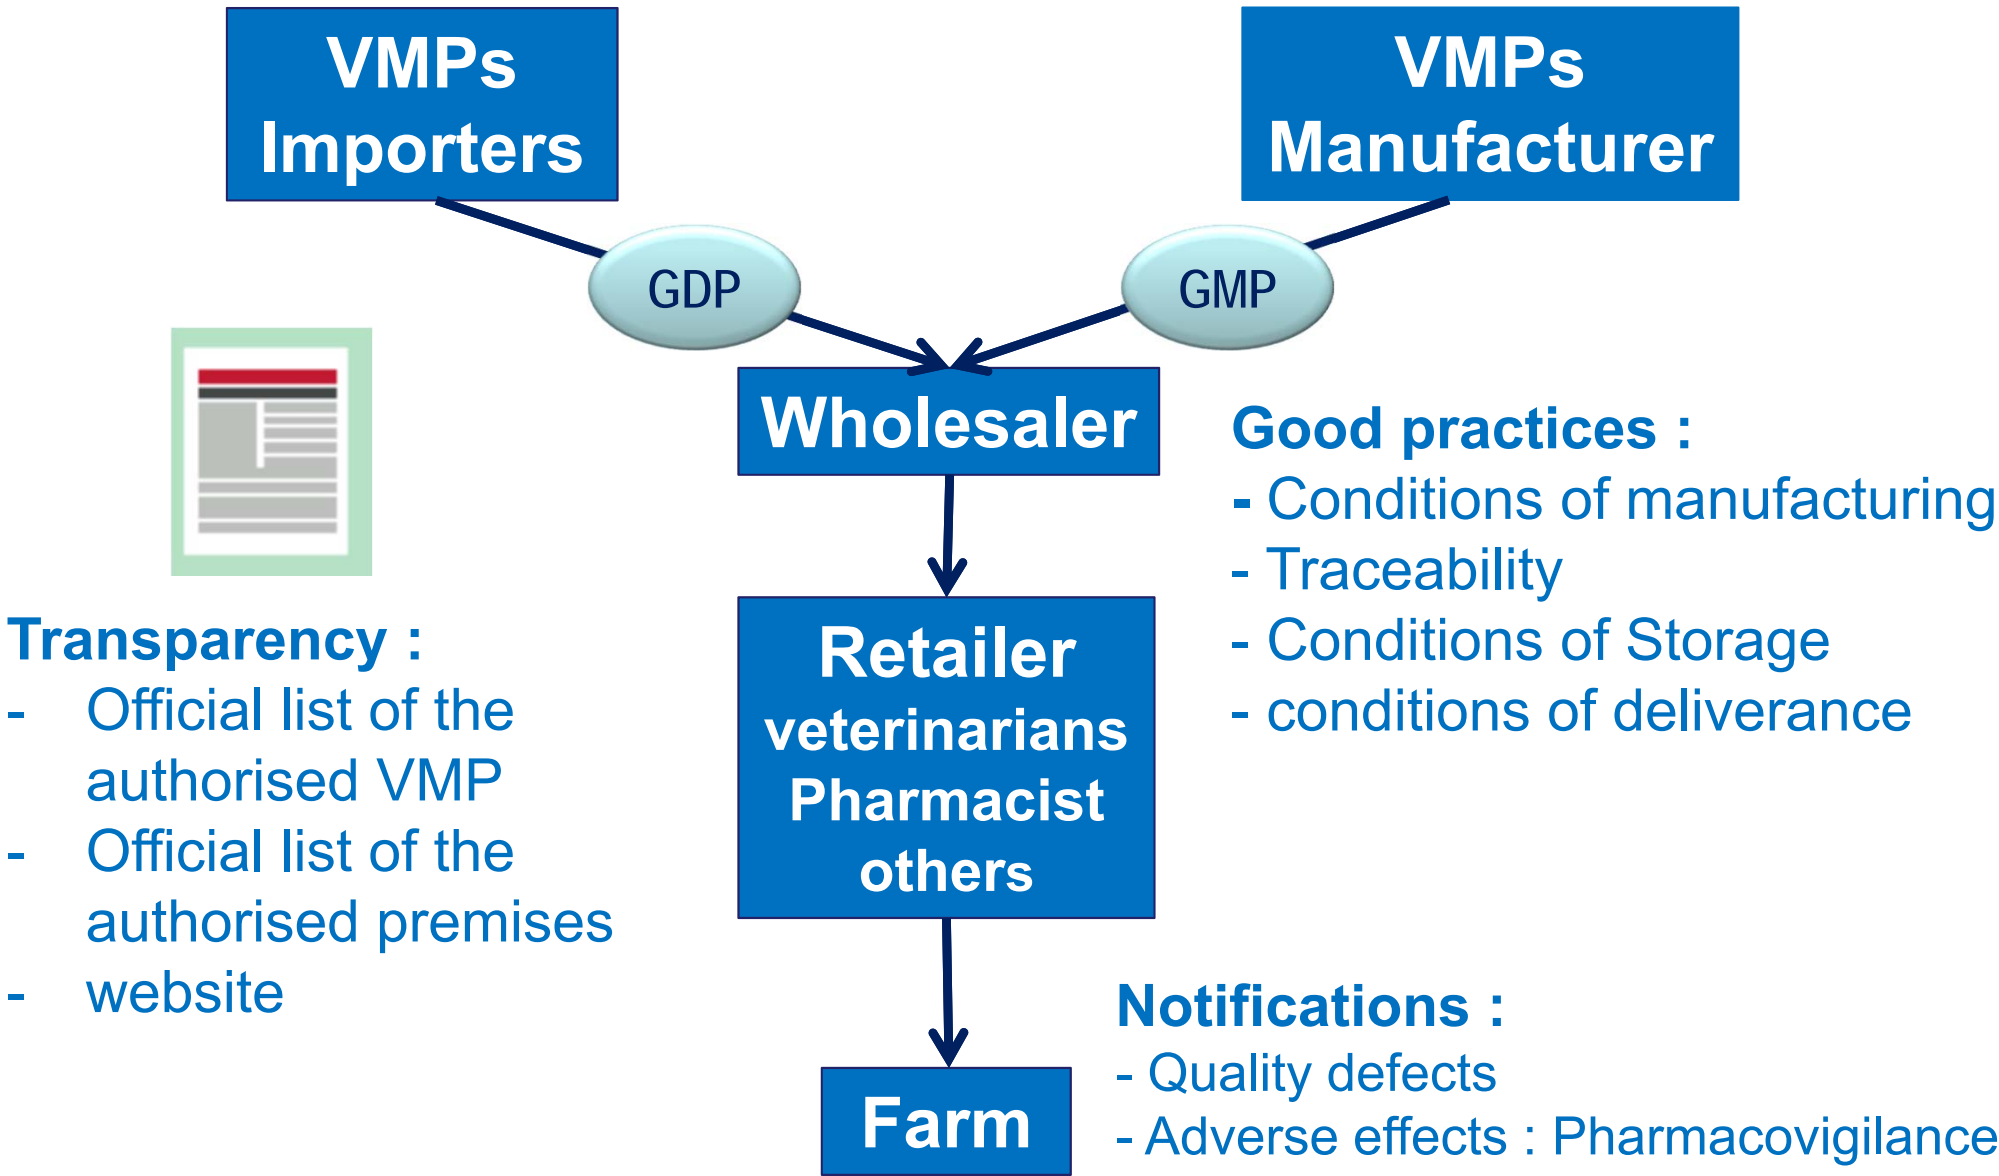 VMPs
Importers
VMPs
Manufacturer
GDP
GMP
Wholesaler
Good practices :
- Conditions of manufacturing
- Traceability
- Conditions of Storage
- conditions of deliverance
Transparency :
- Official list of the
authorised VMP
- Official list of the
authorised premises
- website
Retailer
veterinarians
Pharmacist
others
Notifications :
- Quality defects
- Adverse effects : Pharmacovigilance
Farm